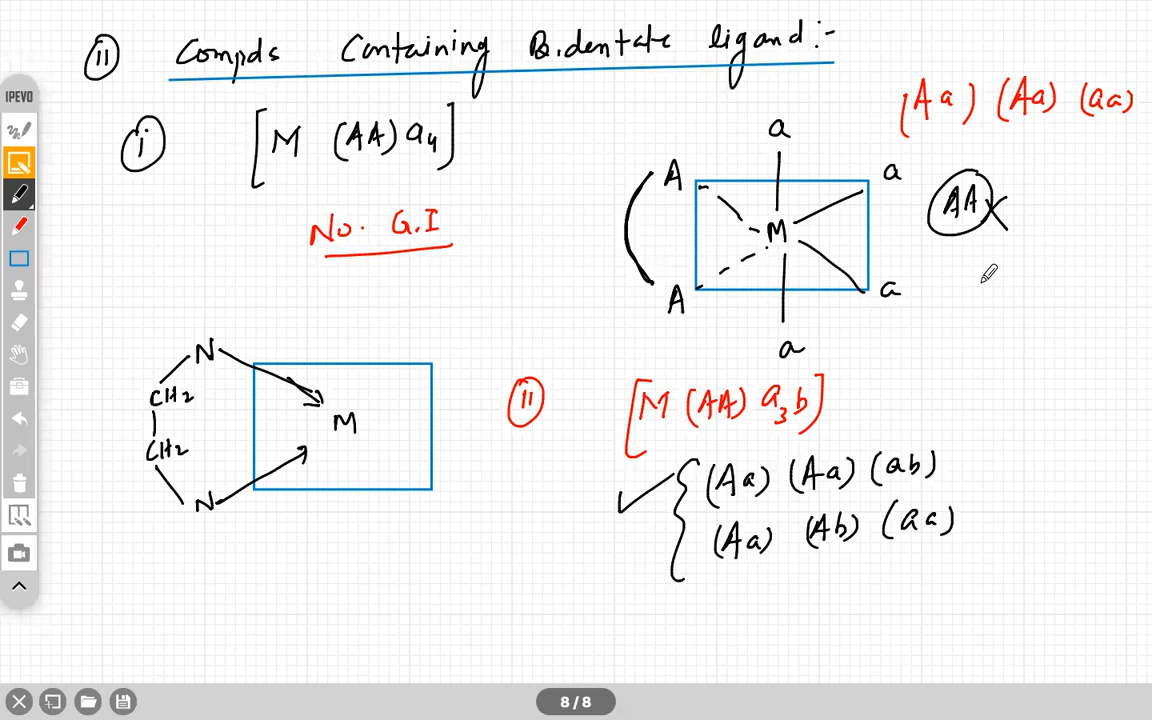 II Compds Containing Bidentate ligand:-
i [M (AA) a4]
No. G.I
(Aa) (Aa) (aa)
a
A a
AA X
M
A a
a
N
CH2
CH2
N
M
II [M (AA) a3b]
(Aa) (Aa) (ab)
(Aa) (Ab) (aa)
IPEVO
8/8